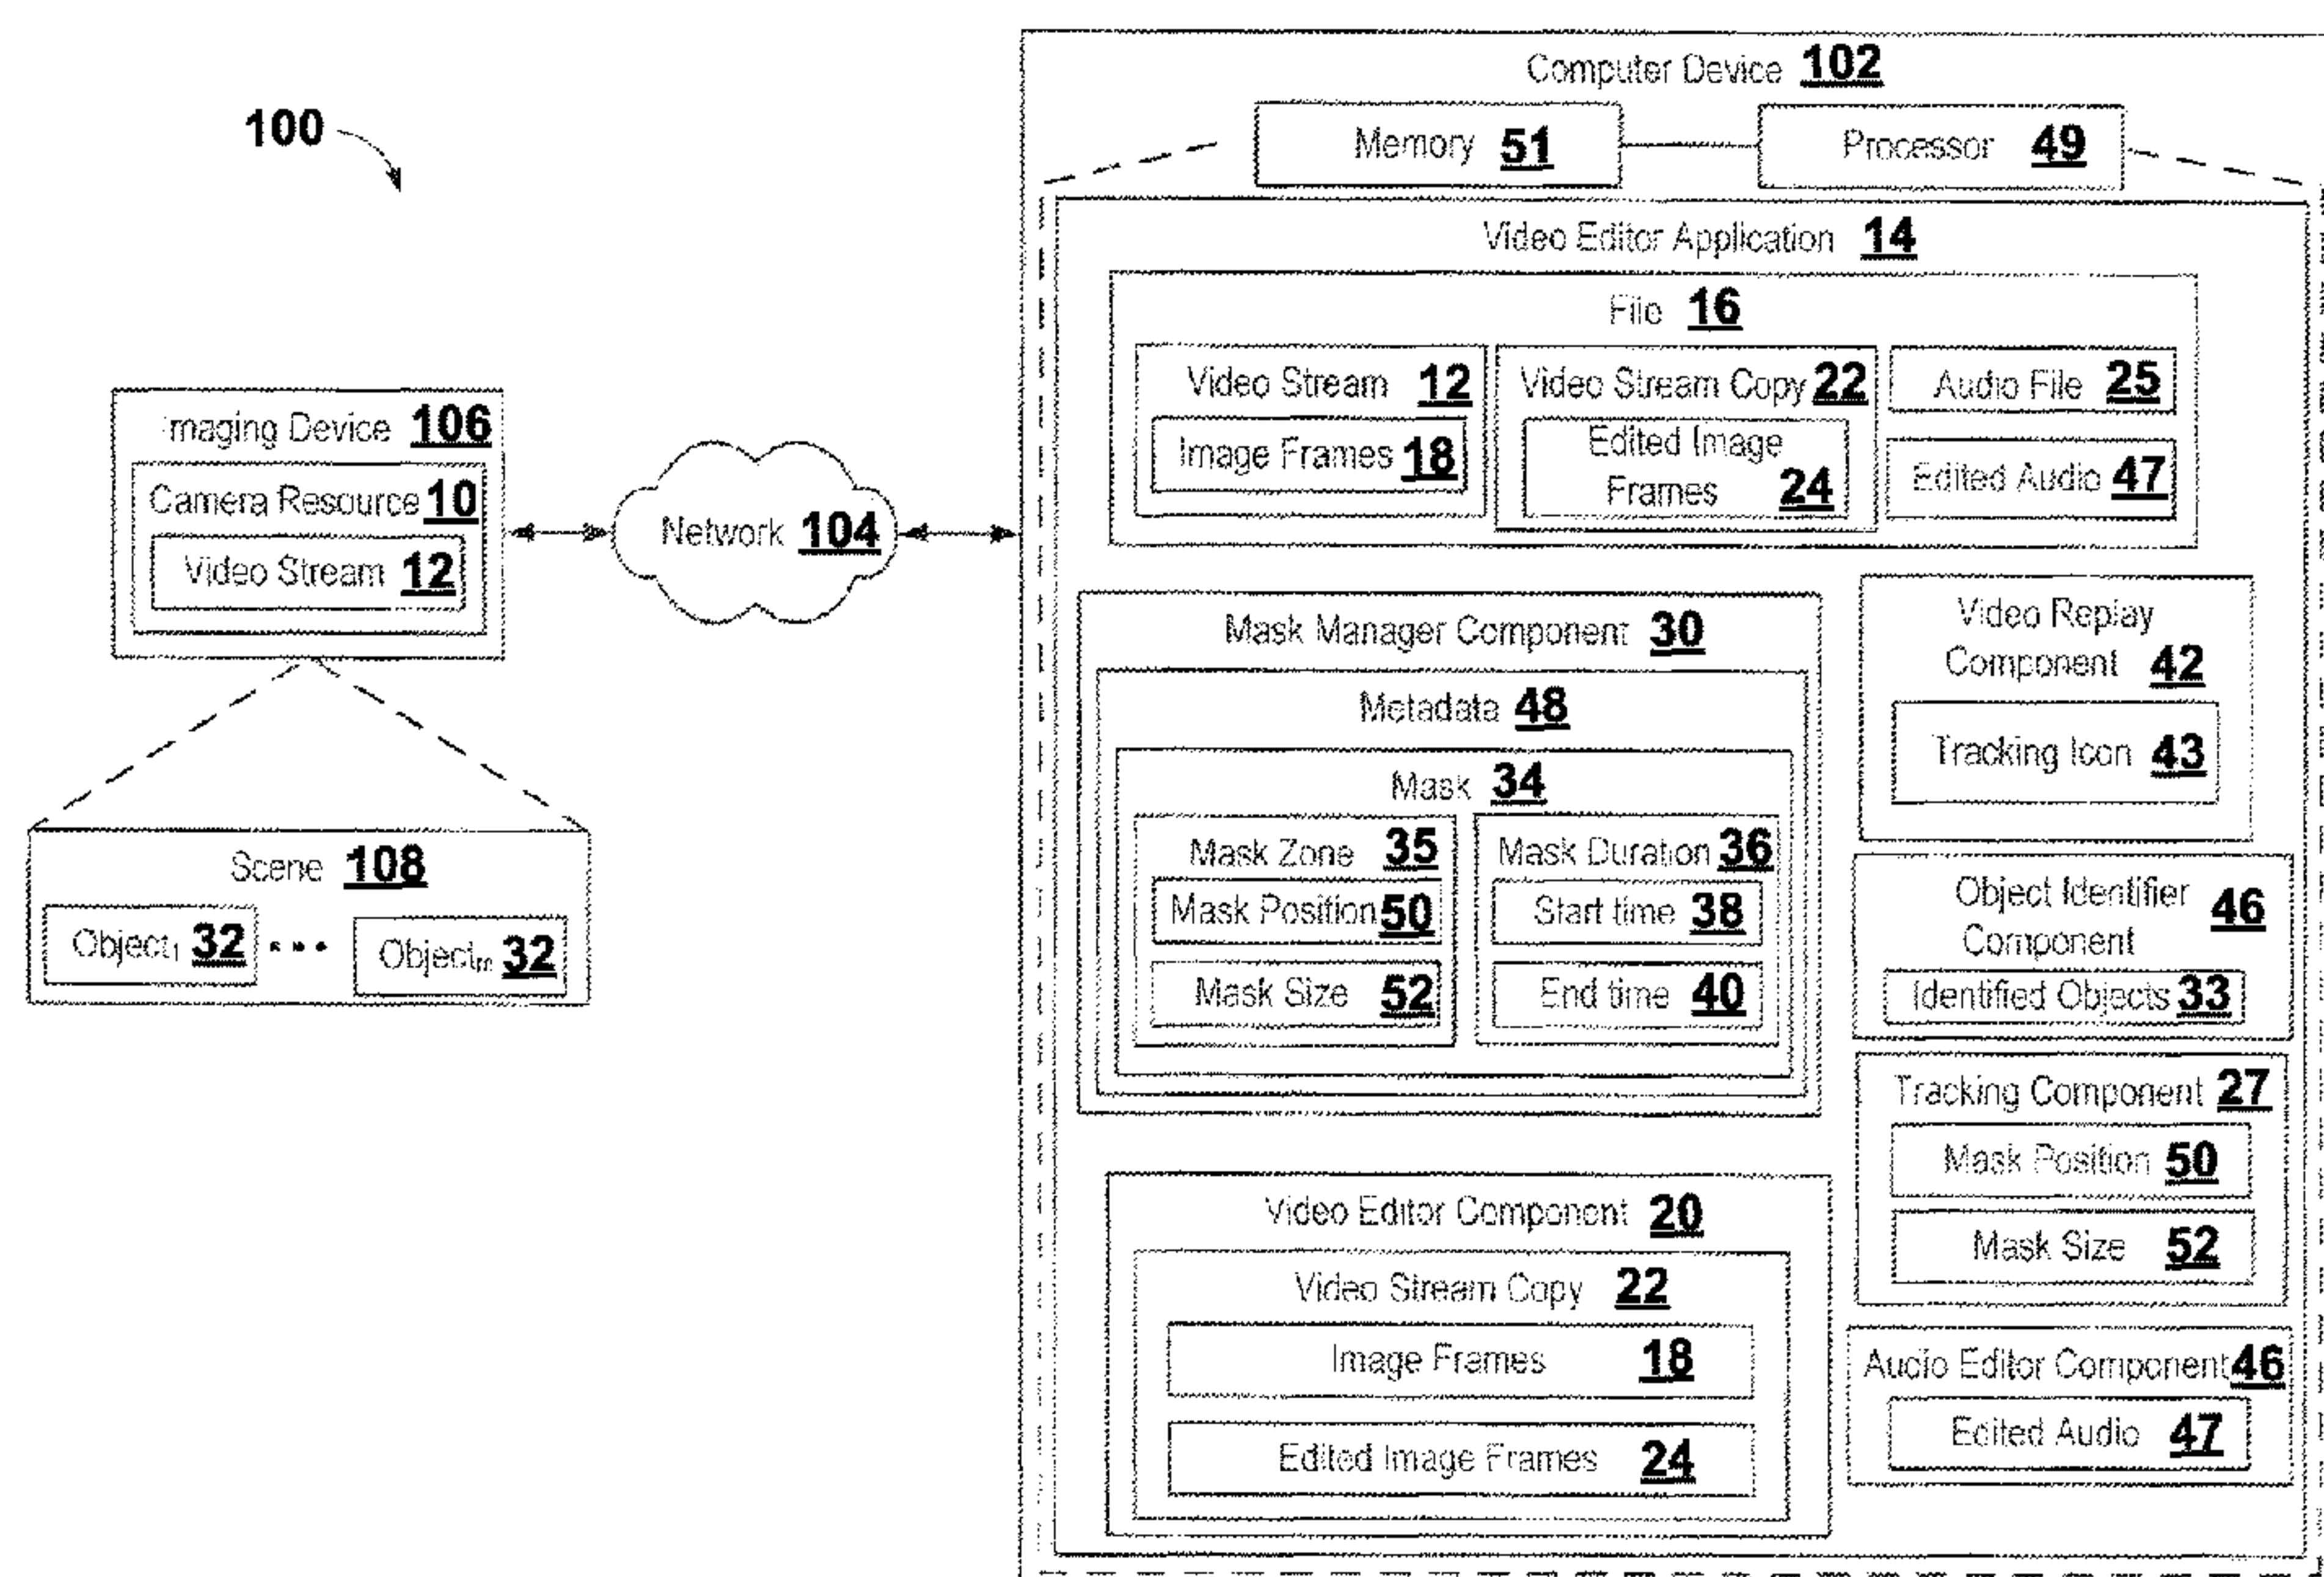 100
Computer Device 102
Memory 51
Processor 49
Video Editor Application 14
File 16
Video Stream 12
Image Frames 18
Video Stream Copy 22
Edited Image
Frames 24
Audio File 25
Edited Audio 47
Imaging Device 106
Camera Resource 10
Video Stream 12
Network 104
Scene 108
Object1 32 ... Objectm 32
Mask Manager Component 30
Metadata 48
Mask 34
Mask Zone 35
Mask Position 50
Mask Size 52
Mask Duration 36
Start time 38
End time 40
Video Replay
Component 42
Tracking Icon 43
Object Identifier
Component 46
Identified Objects 33
Tracking Component 27
Mask Position 50
Mask Size 52
Video Editor Component 20
Video Stream Copy 22
Image Frames 18
Edited Image Frames 24
Audio Editor Component 46
Edited Audio 47